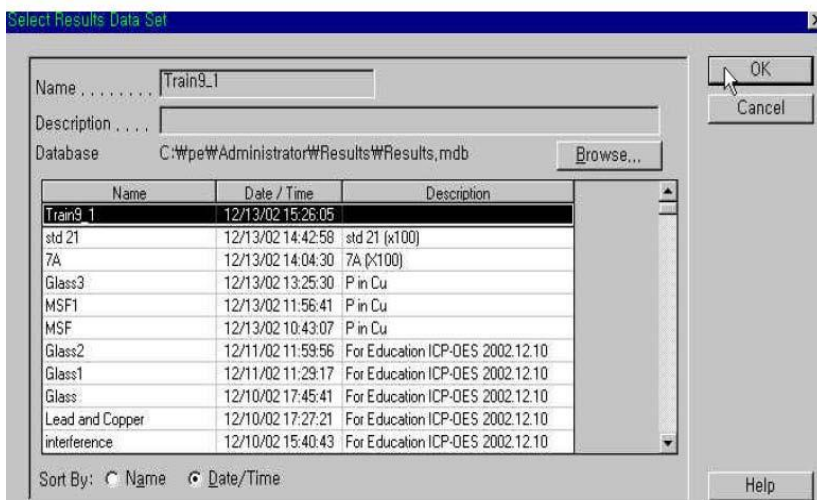 Select Results Data Set
Name . . . . . . . . Train9_1
OK
Description . . . .
Cancel
Database C:₩pe₩Administrator₩Results₩Results.mdb Browse...
Name Date / Time Description
Train9_1 12/13/02 15:26:05
std 21 12/13/02 14:42:58 std 21 (x100)
7A 12/13/02 14:04:30 7A (X100)
Glass3 12/13/02 13:25:30 P in Cu
MSF1 12/13/02 11:56:41 P in Cu
MSF 12/13/02 10:43:07 P in Cu
Glass2 12/11/02 11:59:56 For Education ICP-OES 2002.12.10
Glass1 12/11/02 11:29:17 For Education ICP-OES 2002.12.10
Glass 12/10/02 17:45:41 For Education ICP-OES 2002.12.10
Lead and Copper 12/10/02 17:27:21 For Education ICP-OES 2002.12.10
interference 12/10/02 15:40:43 For Education ICP-OES 2002.12.10
Sort By: Name Date/Time
Help